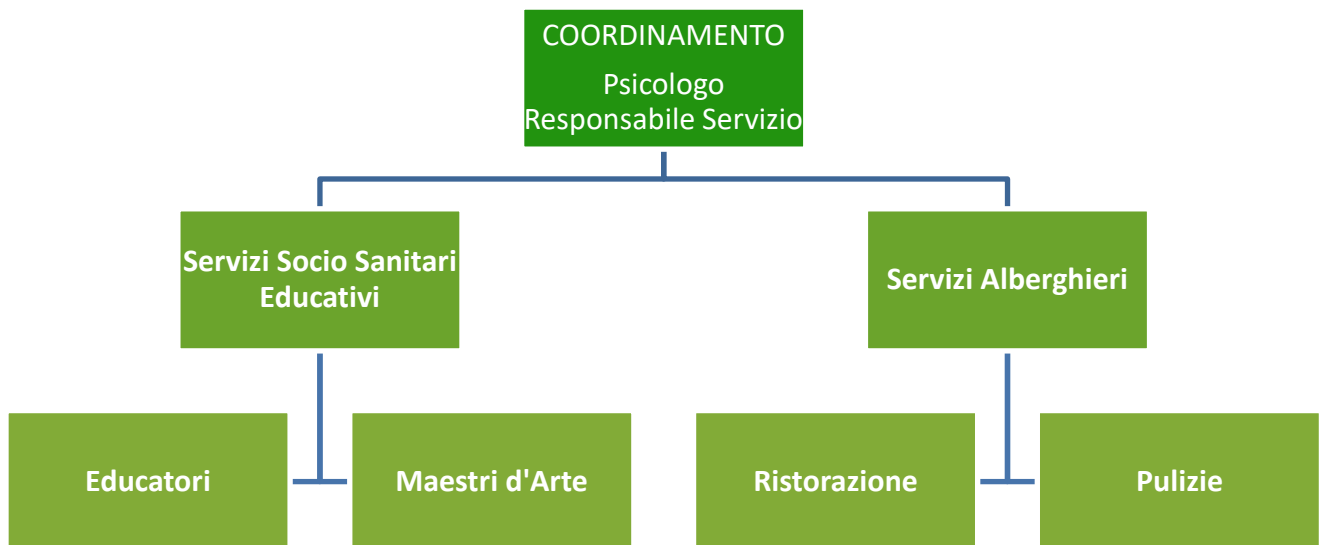 COORDINAMENTO
Psicologo
Responsabile Servizio
Servizi Socio Sanitari
Educativi
Servizi Alberghieri
Educatori
Maestri d'Arte
Ristorazione
Pulizie